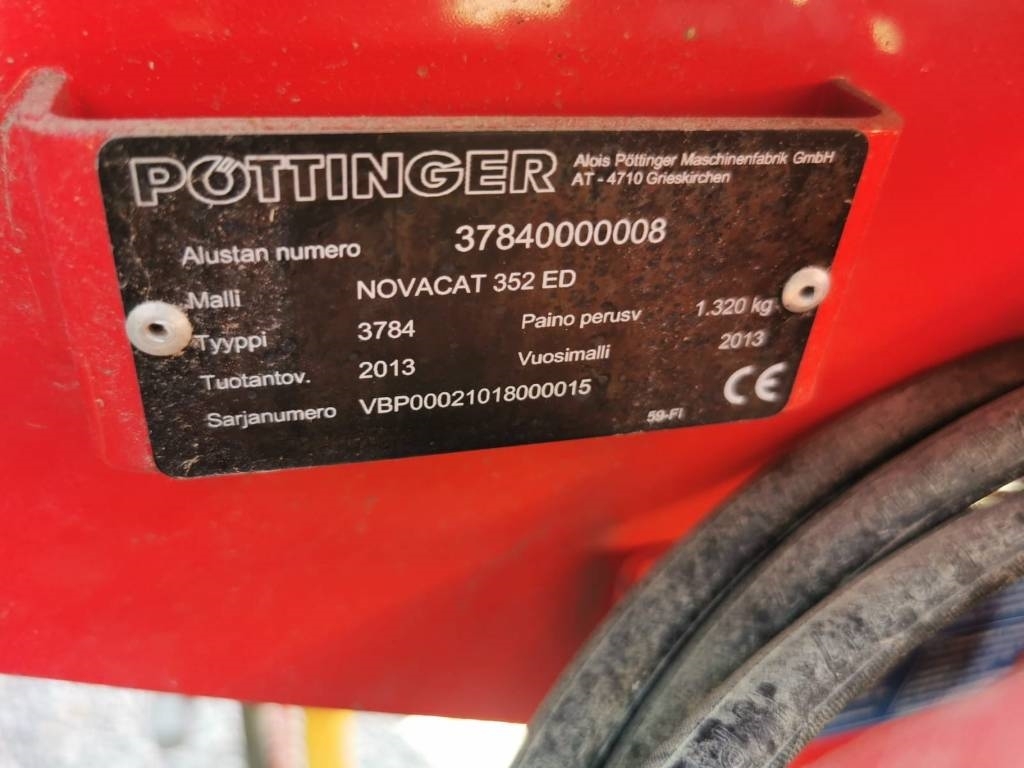 PÖTTINGER
Alois Pöttinger Maschinenfabrik GmbH
AT - 4710 Grieskirchen
Alustan numero 37840000008
Malli NOVACAT 352 ED
Tyyppi 3784 Paino perusv 1.320 kg
Tuotantov. 2013 Vuosimalli 2013
Sarjanumero VBP00021018000015
CE
59-FI